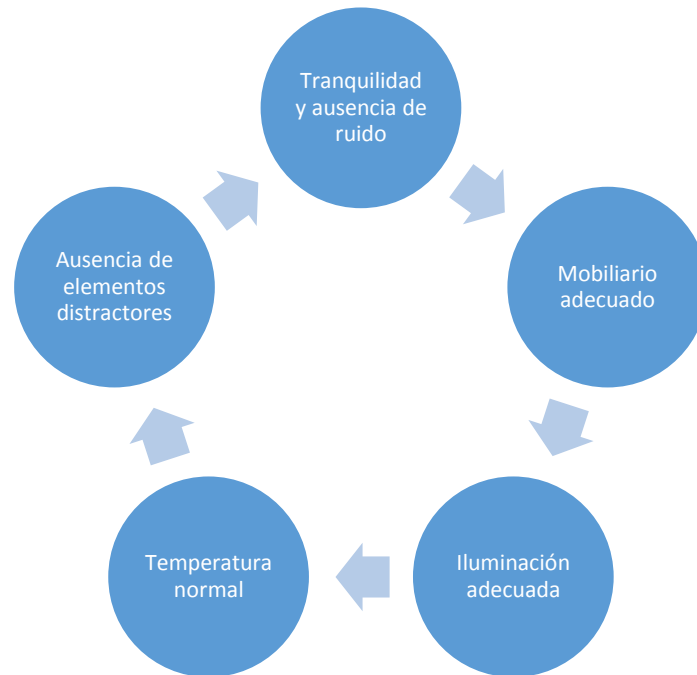 Tranquilidad
y ausencia de
ruido
Mobiliario
adecuado
Iluminación
adecuada
Temperatura
normal
Ausencia de
elementos
distractores